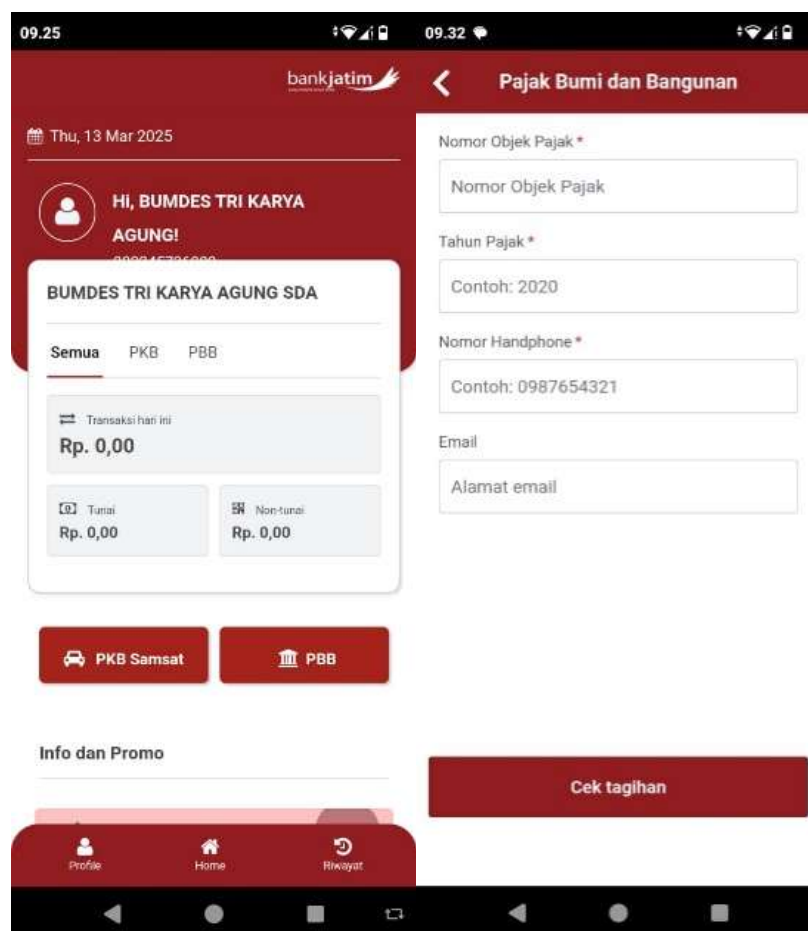 09.25
bankjatim
Thu, 13 Mar 2025
Hi, BUMDES TRI KARYA
AGUNG!
BUMDES TRI KARYA AGUNG SDA
Semua PKB PBB
Transaksi hari ini
Rp. 0,00
Tunai
Rp. 0,00
Non-tunai
Rp. 0,00
PKB Samsat
PBB
Info dan Promo
Profile
Home
Riwayat
09.32
Pajak Bumi dan Bangunan
Nomor Objek Pajak *
Nomor Objek Pajak
Tahun Pajak *
Contoh: 2020
Nomor Handphone *
Contoh: 0987654321
Email
Alamat email
Cek tagihan